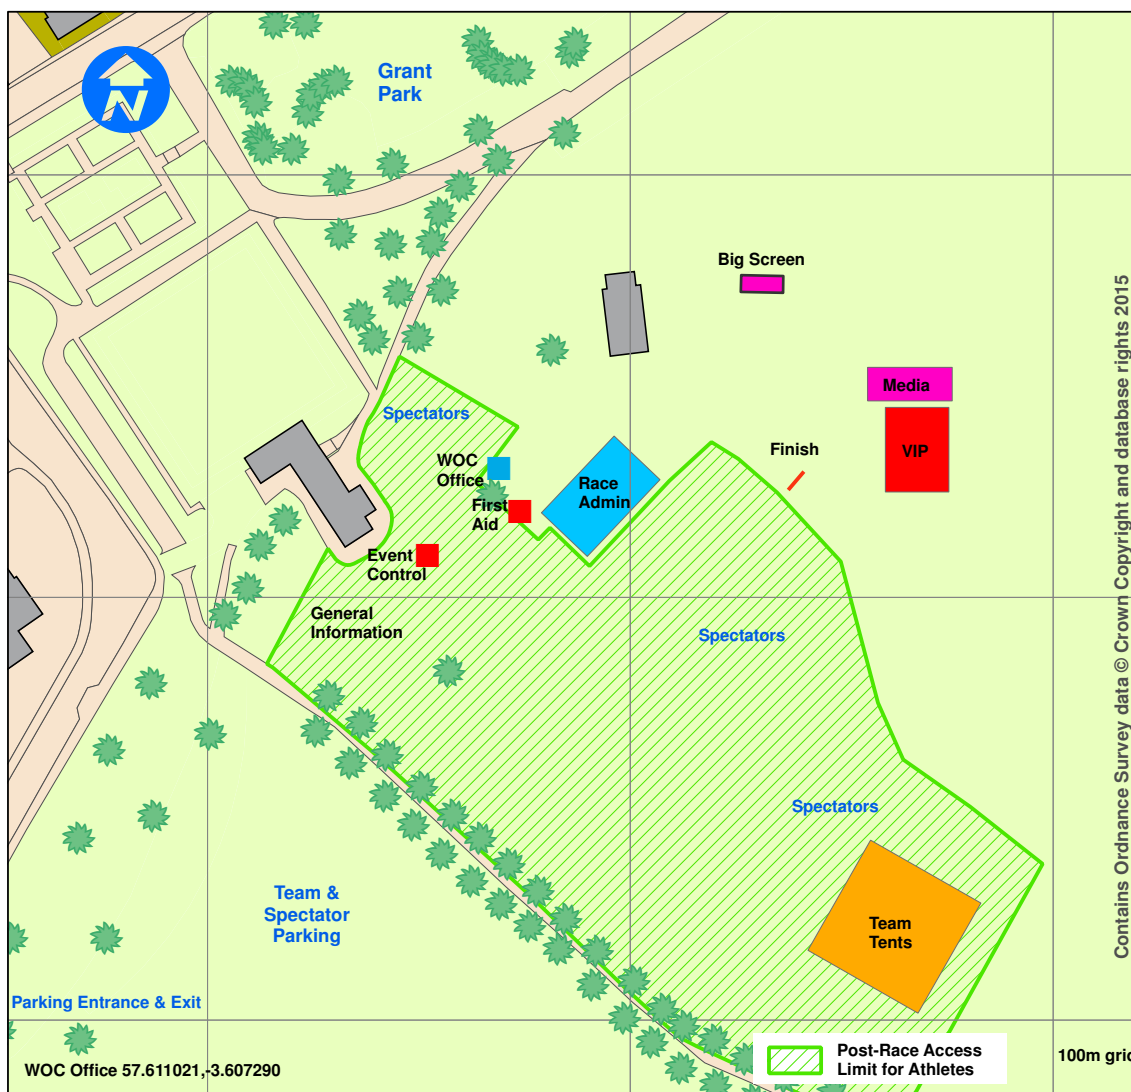 Grant
Park
N
Big Screen
Media
VIP
Spectators
Finish
WOC
Office
Race
Admin
First
Aid
Event
Control
General
Information
Spectators
Spectators
Team &
Spectator
Parking
Team
Tents
Parking Entrance & Exit
Post-Race Access
Limit for Athletes
100m grid
WOC Office 57.611021,-3.607290
Contains Ordnance Survey data © Crown Copyright and database rights 2015